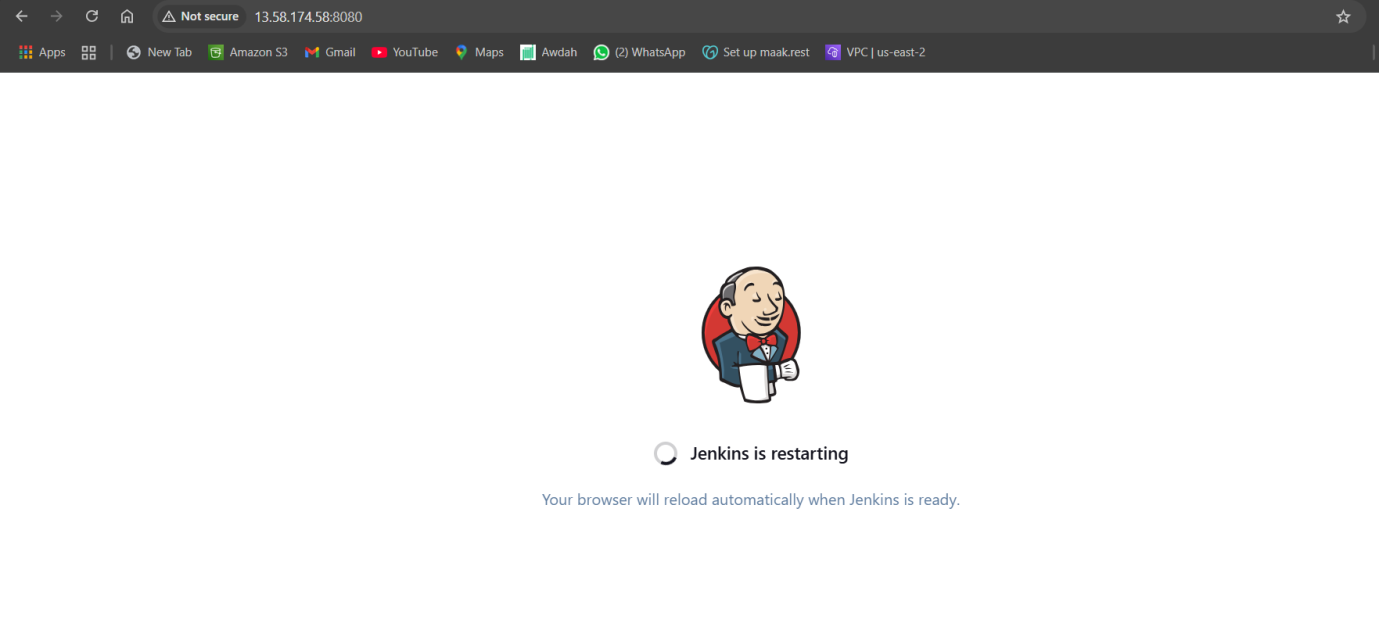 Not secure 13.58.174.58:8080
Apps New Tab Amazon S3 Gmail YouTube Maps Awdah (2) WhatsApp Set up maak.rest VPC | us-east-2
Jenkins is restarting
Your browser will reload automatically when Jenkins is ready.